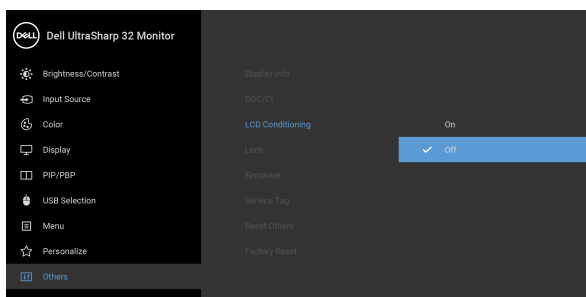 DELL Dell UltraSharp 32 Monitor
Brightness/Contrast
Display Info
Input Source
DDC/CI
Color
LCD Conditioning
On
Display
Lock
Off
PIP/PBP
Firmware
USB Selection
Service Tag
Menu
Reset Others
Personalize
Factory Reset
Others